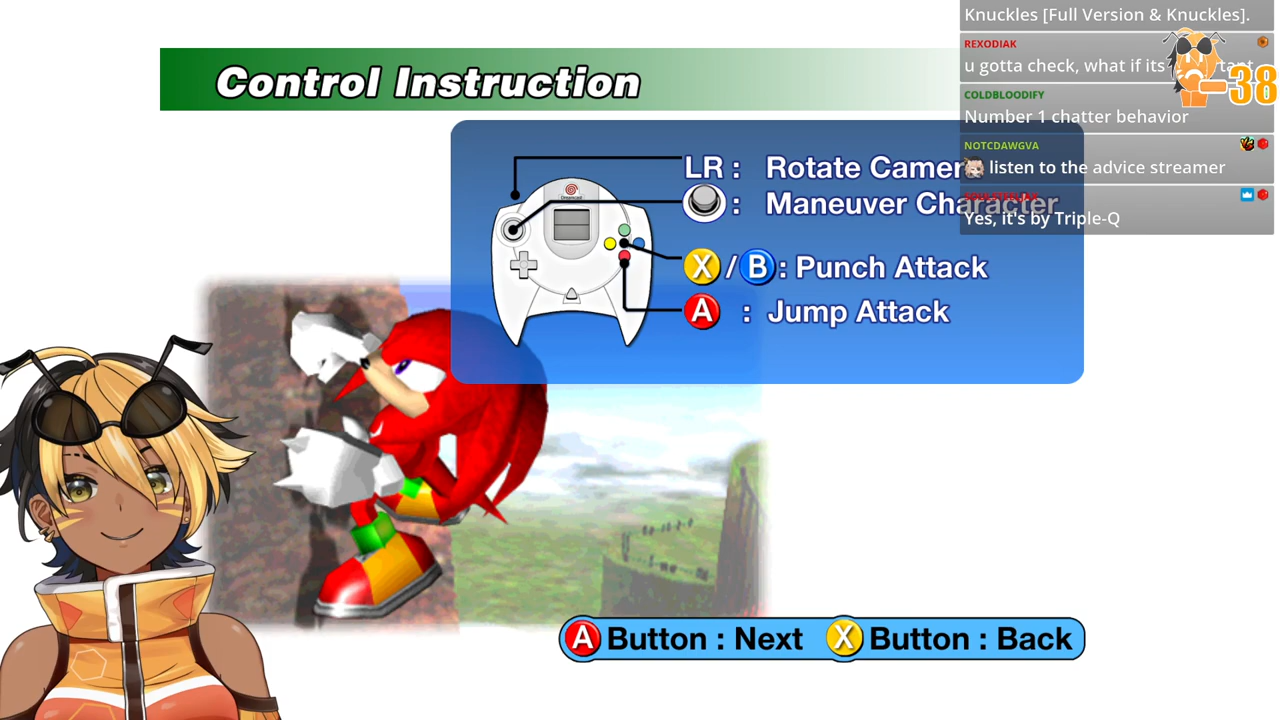 Knuckles [Full Version & Knuckles].
REXODIAK
u gotta check, what if its
-38
COLDBLOODIFY
Number 1 chatter behavior
NOTCDAWGVA
listen to the advice streamer
Yes, it's by Triple-Q
Control Instruction
Dreamcast
LR : Rotate Camer
: Maneuver Character
X / B : Punch Attack
A : Jump Attack
A Button : Next X Button : Back